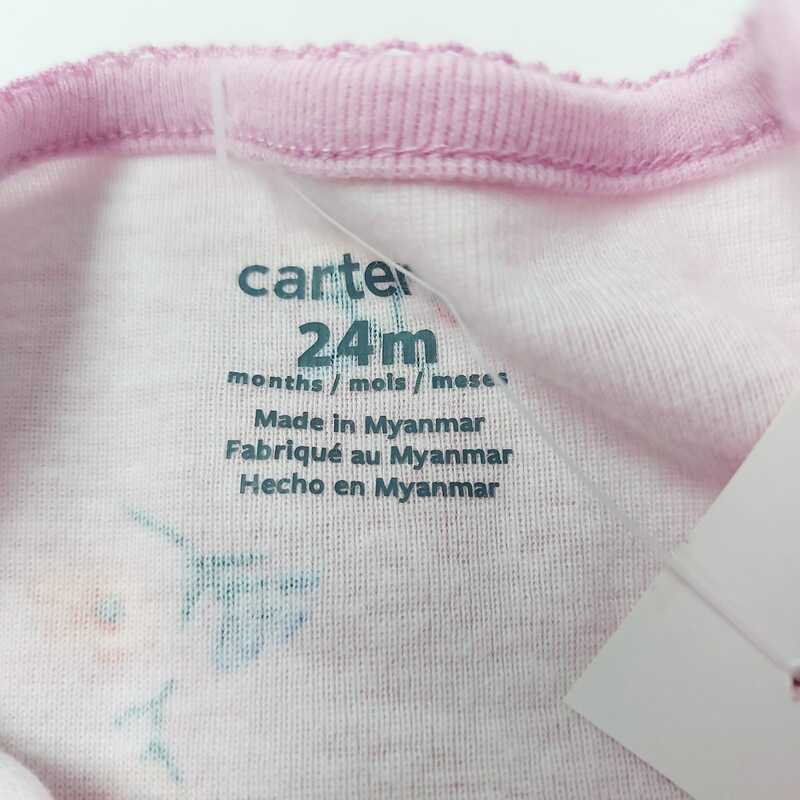 carter
24m
months / mois / meses
Made in Myanmar
Fabriqué au Myanmar
Hecho en Myanmar